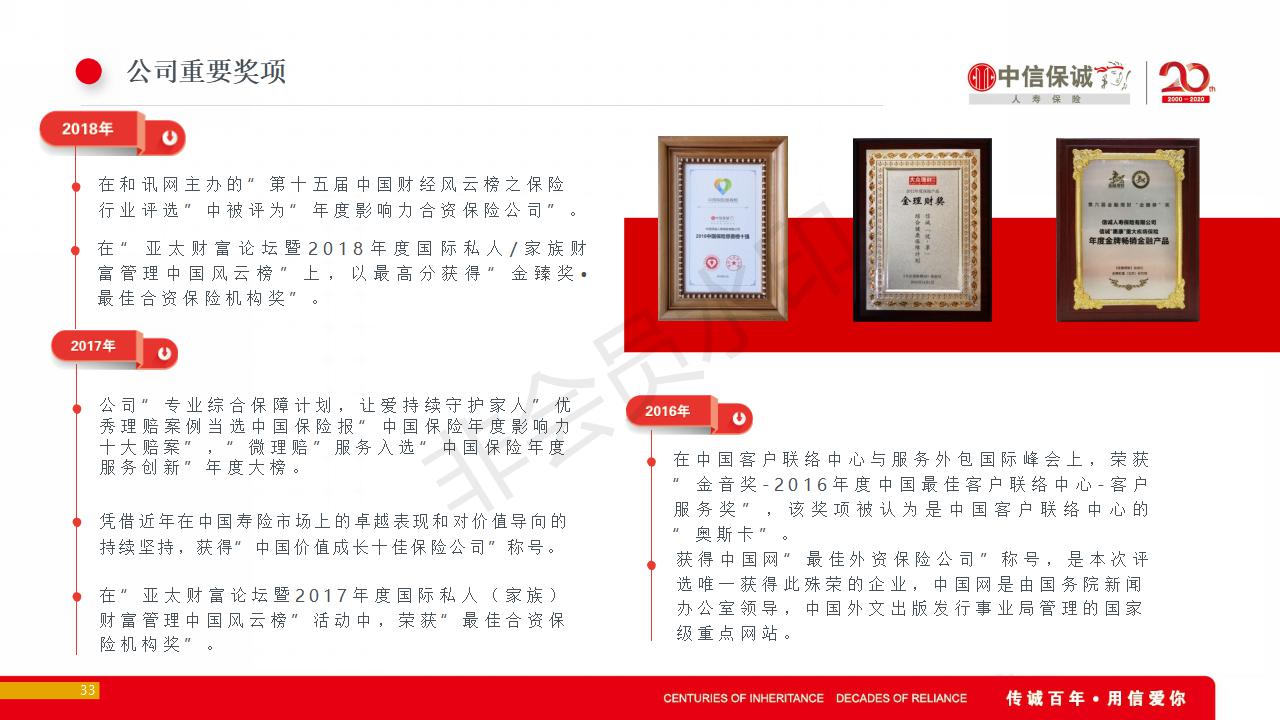 公司重要奖项
中信保诚
人寿保险
20th
2000-2020
2018年
在和讯网主办的”第十五届中国财经风云榜之保险
行业评选”中被评为”年度影响力合资保险公司”。
在”亚太财富论坛暨2018年度国际私人/家族财
富管理中国风云榜”上，以最高分获得”金臻奖•
最佳合资保险机构奖”。
2017年
公司”专业综合保障计划，让爱持续守护家人”优
秀理赔案例当选中国保险报”中国保险年度影响力
十大赔案”，”微理赔”服务入选”中国保险年度
服务创新”年度大榜。
凭借近年在中国寿险市场上的卓越表现和对价值导向的
持续坚持，获得”中国价值成长十佳保险公司”称号。
在”亚太财富论坛暨2017年度国际私人（家族）
财富管理中国风云榜”活动中，荣获”最佳合资保
险机构奖”。
大众理财
金理财奖
信诚人寿保险有限公司
年度金牌畅销金融产品
2016年
在中国客户联络中心与服务外包国际峰会上，荣获
”金音奖-2016年度中国最佳客户联络中心-客户
服务奖”，该奖项被认为是中国客户联络中心的
”奥斯卡”。
获得中国网”最佳外资保险公司”称号，是本次评
选唯一获得此殊荣的企业，中国网是由国务院新闻
办公室领导，中国外文出版发行事业局管理的国家
级重点网站。
非会员水印
33
CENTURIES OF INHERITANCE DECADES OF RELIANCE
传诚百年•用信爱你